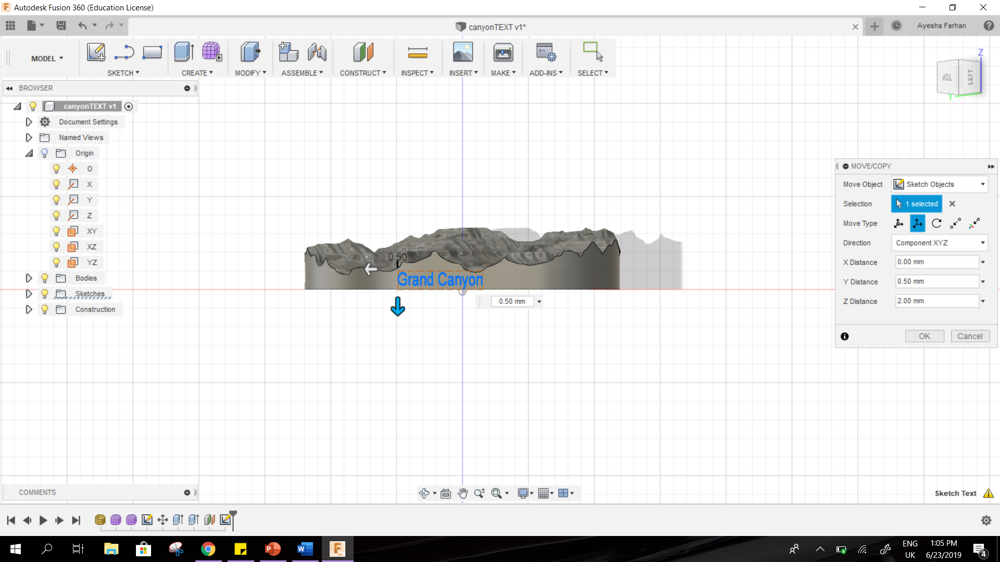 Autodesk Fusion 360 (Education License)
canyonTEXT v1*
Ayesha Farhan
MODEL
SKETCH
CREATE
MODIFY
ASSEMBLE
CONSTRUCT
INSPECT
INSERT
MAKE
ADD-INS
SELECT
Z
TOP
LEFT
Y
BROWSER
canyonTEXT v1
Document Settings
Named Views
Origin
O
X
Y
Z
XY
XZ
YZ
Bodies
Sketches
Construction
0.50
Grand Canyon
0.50 mm
MOVE/COPY
Move Object Sketch Objects
Selection 1 selected
Move Type
Direction Component XYZ
X Distance 0.00 mm
Y Distance 0.50 mm
Z Distance 2.00 mm
OK Cancel
COMMENTS
Sketch Text
ENG
UK
1:05 PM
6/23/2019
4